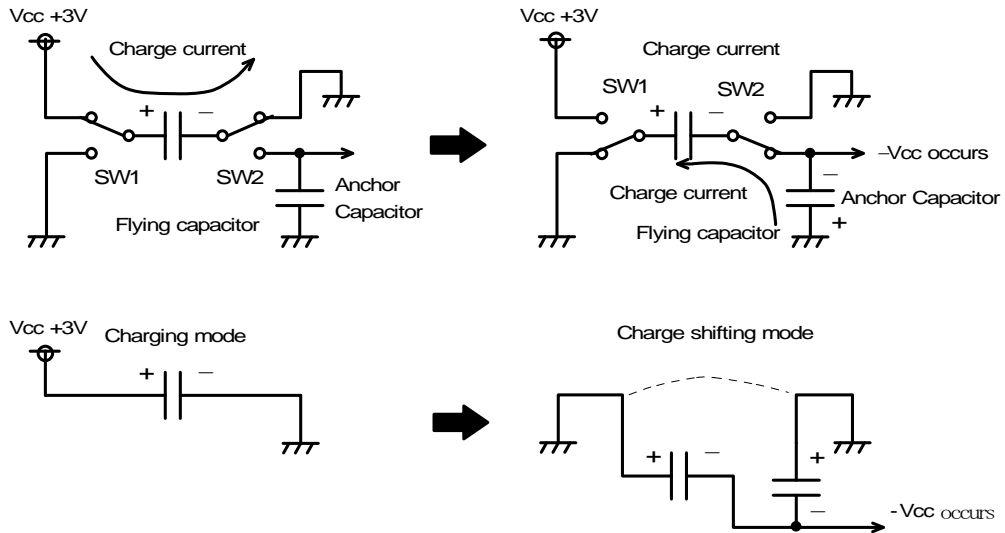 Vcc +3V
Charge current
+ −
SW1 SW2
Anchor
Capacitor
Flying capacitor
Vcc +3V
Charge current
SW1 SW2
+ −
−Vcc occurs
−
Charge current
Anchor Capacitor
+
Flying capacitor
Vcc +3V
Charging mode
+ −
Charge shifting mode
+ −
+
−
-Vcc occurs